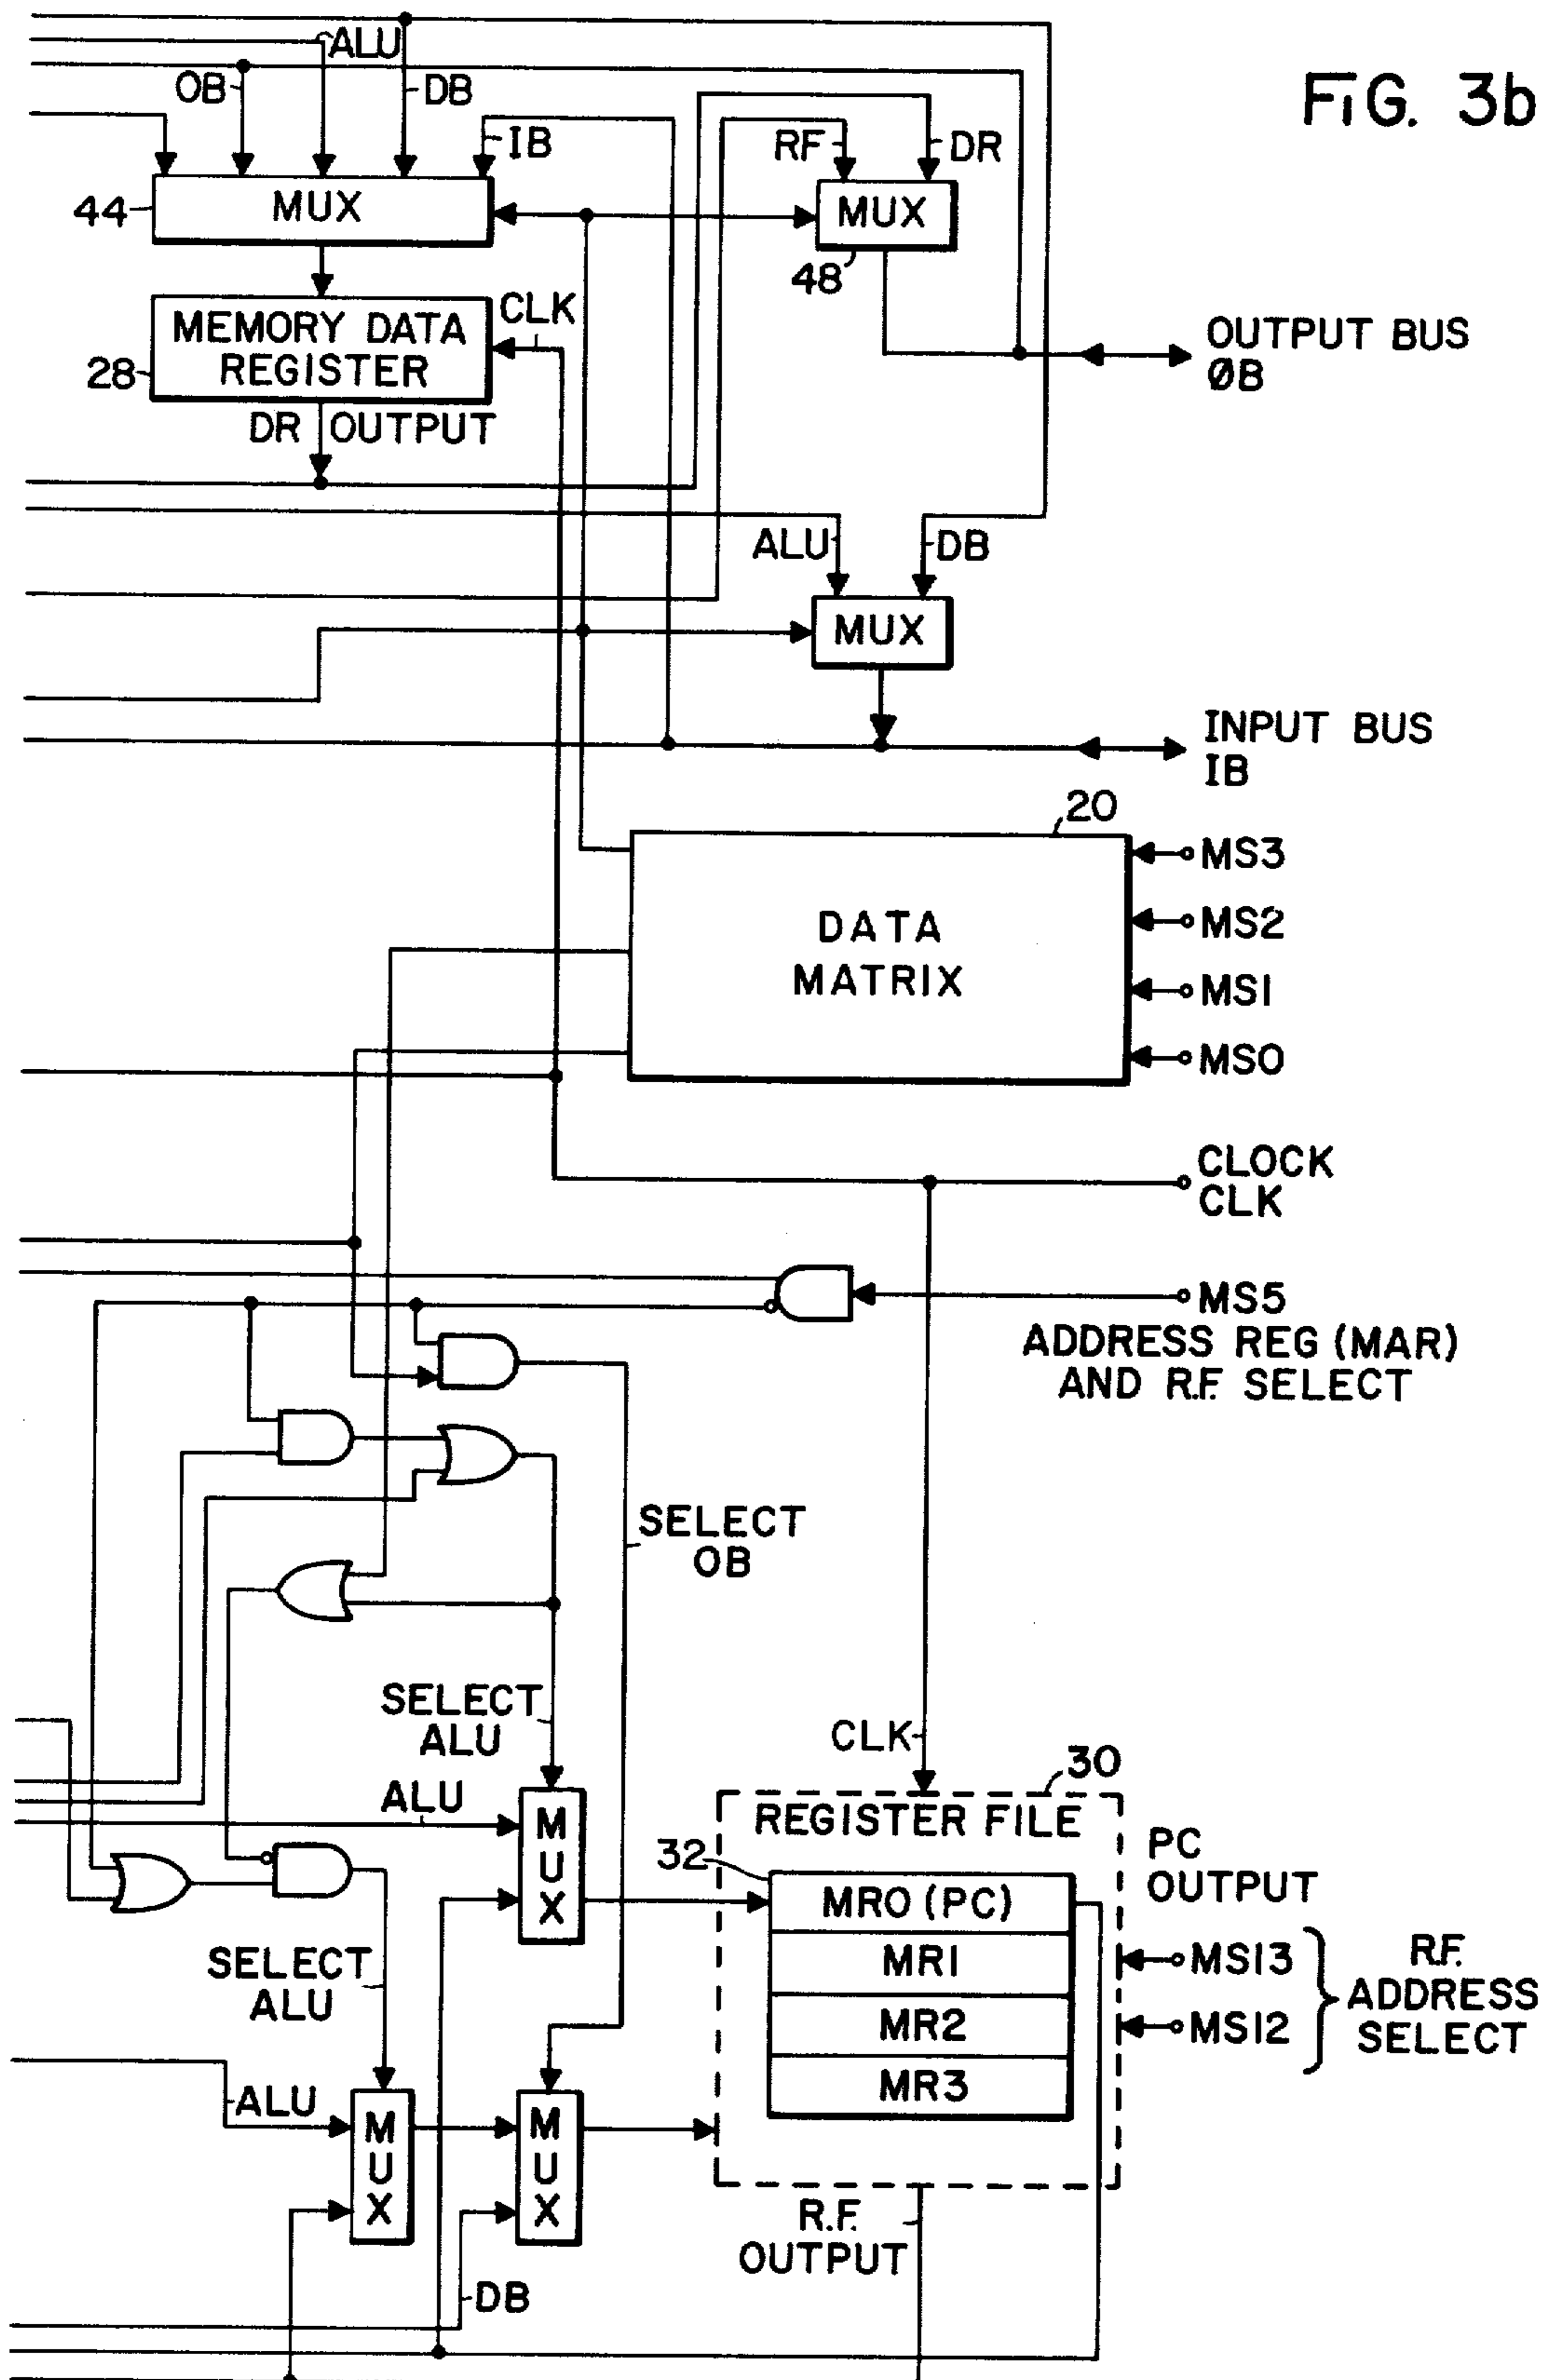 FIG. 3b
ALU
OB
DB
IB
RF
DR
44
MUX
MUX
48
CLK
MEMORY DATA
REGISTER
28
OUTPUT BUS
ØB
DR OUTPUT
ALU
DB
MUX
INPUT BUS
IB
20
DATA
MATRIX
MS3
MS2
MS1
MS0
CLOCK
CLK
MS5
ADDRESS REG (MAR)
AND R.F. SELECT
SELECT
OB
SELECT
ALU
CLK
30
ALU
MUX
REGISTER FILE
32
MR0 (PC)
MR1
MR2
MR3
PC
OUTPUT
MS13
MS12
R.F.
ADDRESS
SELECT
SELECT
ALU
ALU
MUX
MUX
R.F.
OUTPUT
DB